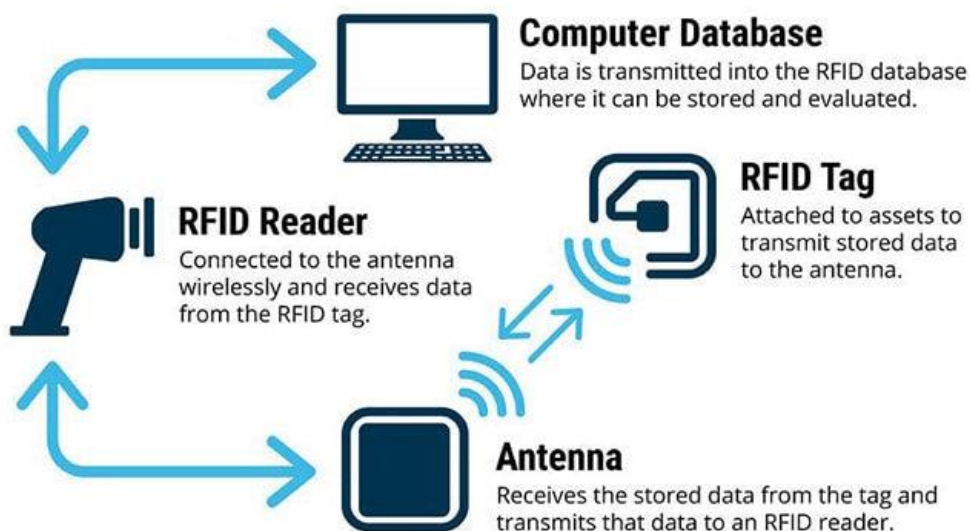 Computer Database
Data is transmitted into the RFID database
where it can be stored and evaluated.
RFID Tag
Attached to assets to
transmit stored data
to the antenna.
RFID Reader
Connected to the antenna
wirelessly and receives data
from the RFID tag.
Antenna
Receives the stored data from the tag and
transmits that data to an RFID reader.